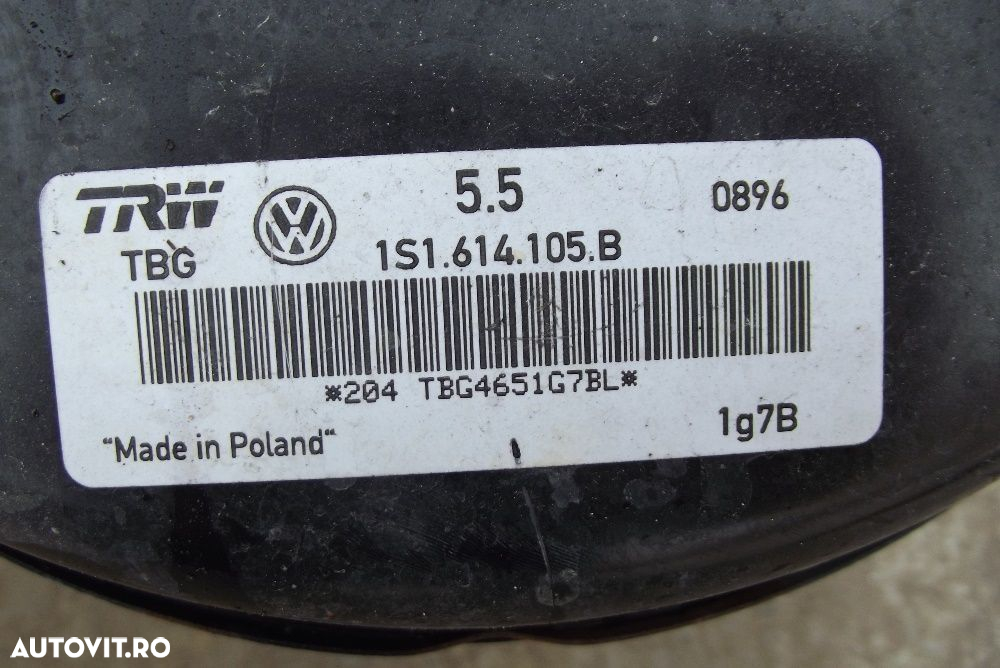 TRW
5.5
0896
TBG
1S1.614.105.B
*204 TBG4651G7BL*
"Made in Poland"
1g7B
AUTOVIT.RO